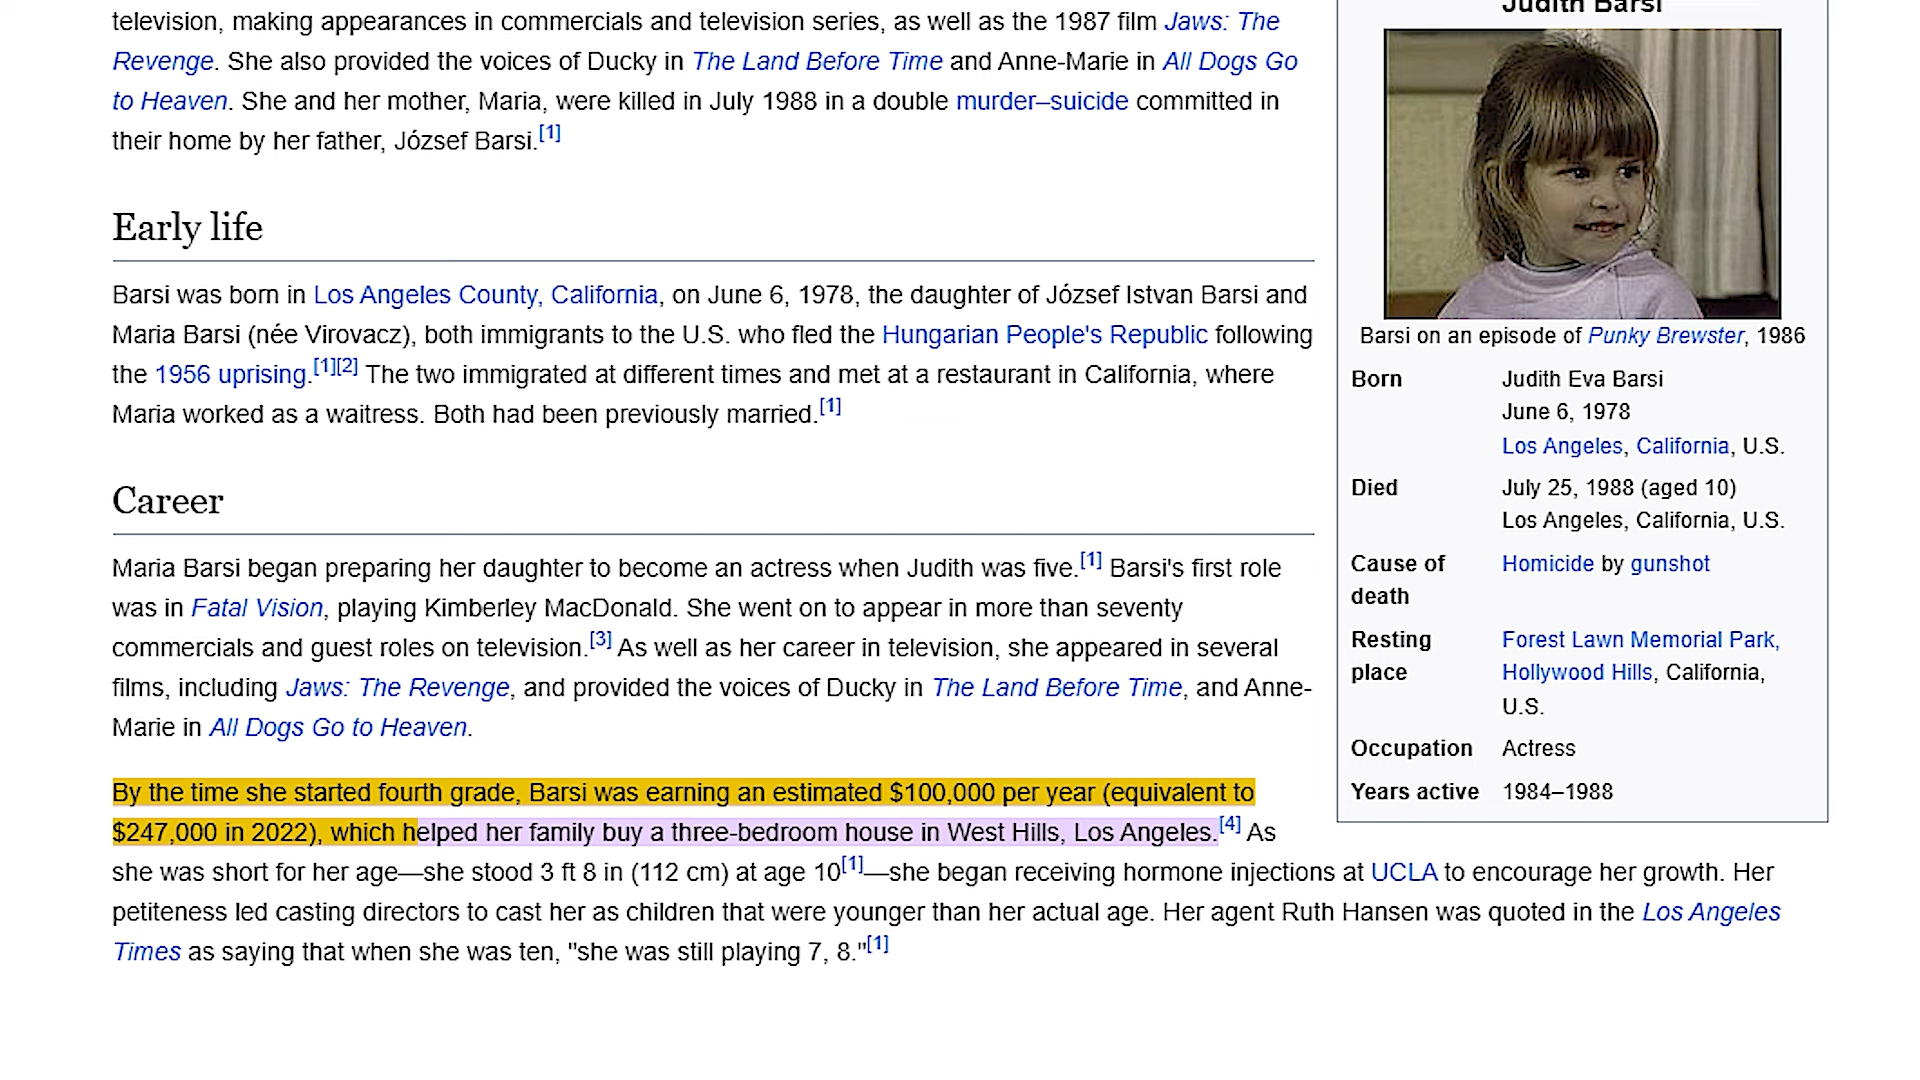 television, making appearances in commercials and television series, as well as the 1987 film Jaws: The
Revenge. She also provided the voices of Ducky in The Land Before Time and Anne-Marie in All Dogs Go
to Heaven. She and her mother, Maria, were killed in July 1988 in a double murder–suicide committed in
their home by her father, József Barsi.[1]
Early life
Barsi was born in Los Angeles County, California, on June 6, 1978, the daughter of József Istvan Barsi and
Maria Barsi (née Virovacz), both immigrants to the U.S. who fled the Hungarian People's Republic following
the 1956 uprising.[1][2] The two immigrated at different times and met at a restaurant in California, where
Maria worked as a waitress. Both had been previously married.[1]
Career
Maria Barsi began preparing her daughter to become an actress when Judith was five.[1] Barsi's first role
was in Fatal Vision, playing Kimberley MacDonald. She went on to appear in more than seventy
commercials and guest roles on television.[3] As well as her career in television, she appeared in several
films, including Jaws: The Revenge, and provided the voices of Ducky in The Land Before Time, and Anne-
Marie in All Dogs Go to Heaven.
By the time she started fourth grade, Barsi was earning an estimated $100,000 per year (equivalent to
$247,000 in 2022), which helped her family buy a three-bedroom house in West Hills, Los Angeles.[4] As
she was short for her age—she stood 3 ft 8 in (112 cm) at age 10[1]—she began receiving hormone injections at UCLA to encourage her growth. Her
petiteness led casting directors to cast her as children that were younger than her actual age. Her agent Ruth Hansen was quoted in the Los Angeles
Times as saying that when she was ten, "she was still playing 7, 8."[1]
Judith Barsi
Barsi on an episode of Punky Brewster, 1986
Born Judith Eva Barsi
June 6, 1978
Los Angeles, California, U.S.
Died July 25, 1988 (aged 10)
Los Angeles, California, U.S.
Cause of Homicide by gunshot
death
Resting Forest Lawn Memorial Park,
place Hollywood Hills, California,
U.S.
Occupation Actress
Years active 1984–1988